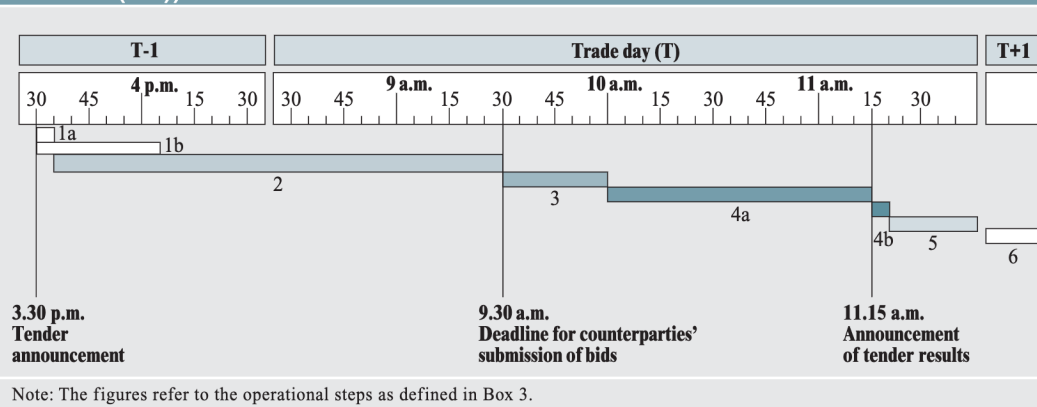 T-1 Trade day (T) T+1
4 p.m. 9 a.m. 10 a.m. 11 a.m.
30 45 15 30 30 45 15 30 45 15 30 45 15 30
1a
1b
2
3
4a
4b
5
6
3.30 p.m.
Tender
announcement
9.30 a.m.
Deadline for counterparties’
submission of bids
11.15 a.m.
Announcement
of tender results
Note: The figures refer to the operational steps as defined in Box 3.